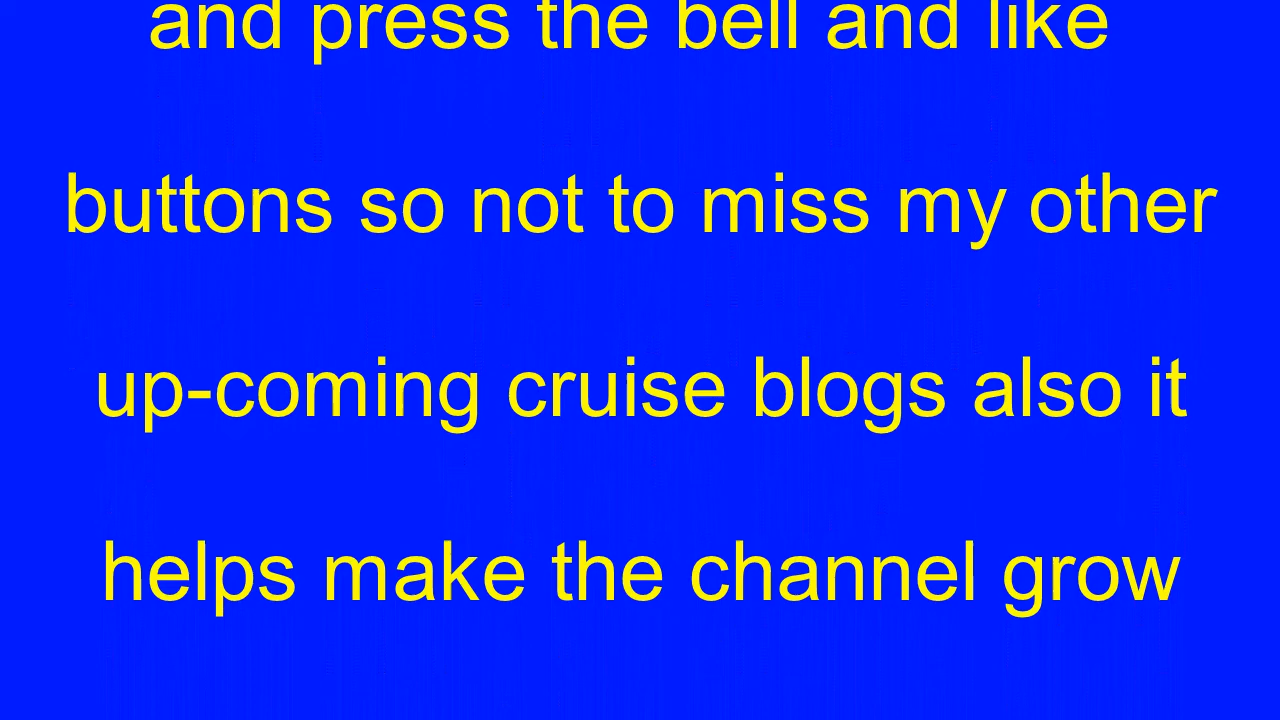 and press the bell and like
buttons so not to miss my other
up-coming cruise blogs also it
helps make the channel grow